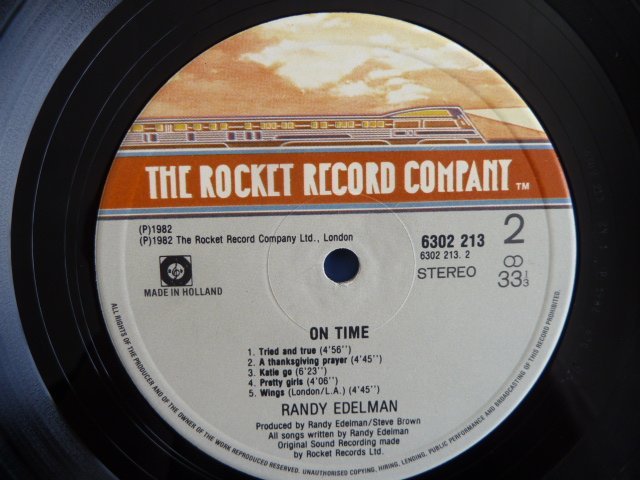 THE ROCKET RECORD COMPANY TM
(P)1982
(P)1982 The Rocket Record Company Ltd., London
6302 213
6302 213. 2
2
STEREO
33 1/3
MADE IN HOLLAND
ON TIME
1. Tried and true (4'56'')
2. A thanksgiving prayer (4'45'')
3. Katie go (6'23'')
4. Pretty girls (4'06'')
5. Wings (London/L.A.) (4'45'')
RANDY EDELMAN
Produced by Randy Edelman/Steve Brown
All songs written by Randy Edelman
Original Sound Recording made
by Rocket Records Ltd.
ALL RIGHTS OF THE PRODUCER AND OF THE OWNER OF THE WORK REPRODUCED RESERVED. UNAUTHORISED COPYING, HIRING, LENDING, PUBLIC PERFORMANCE AND BROADCASTING OF THIS RECORD PROHIBITED.